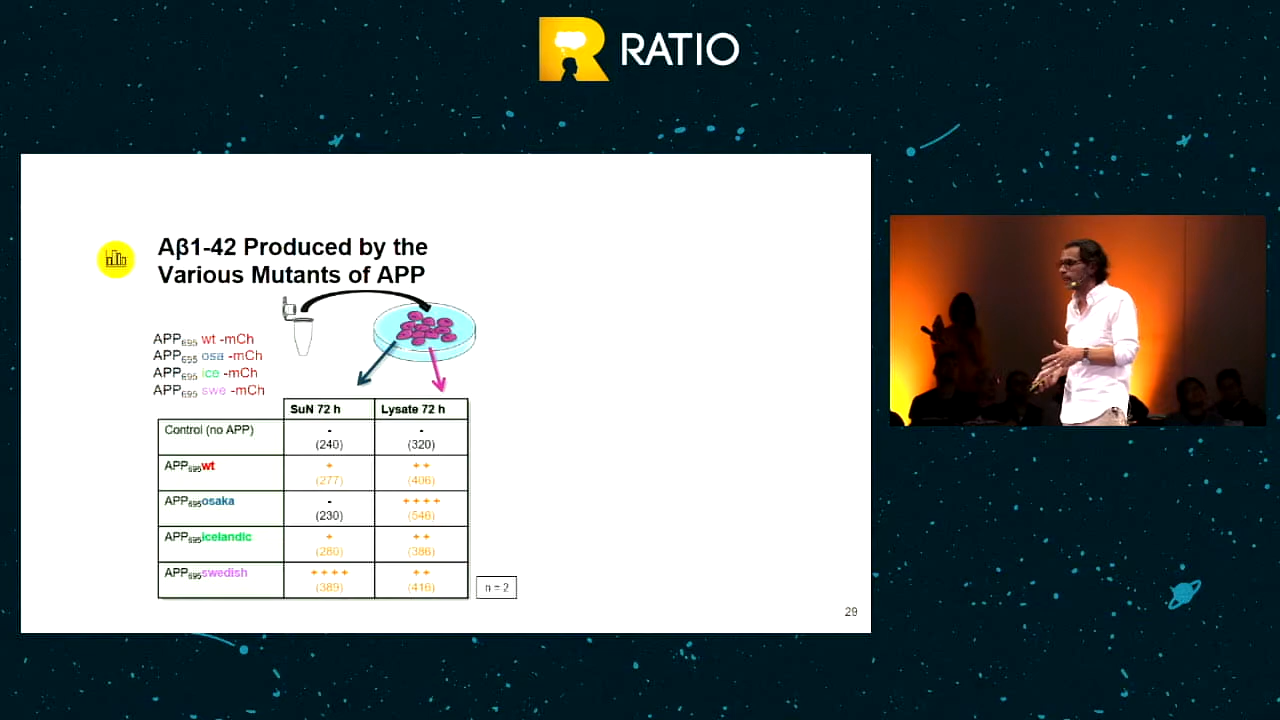 RATIO
Aβ1-42 Produced by the
Various Mutants of APP
APP695 wt -mCh
APP695 osa -mCh
APP695 ice -mCh
APP695 swe -mCh
SuN 72 h
Lysate 72 h
Control (no APP)
-
(240)
-
(320)
APP695wt
+
(277)
++
(406)
APP695osaka
-
(230)
++++
(546)
APP695icelandic
+
(280)
++
(386)
APP695swedish
++++
(389)
++
(416)
n = 2
29